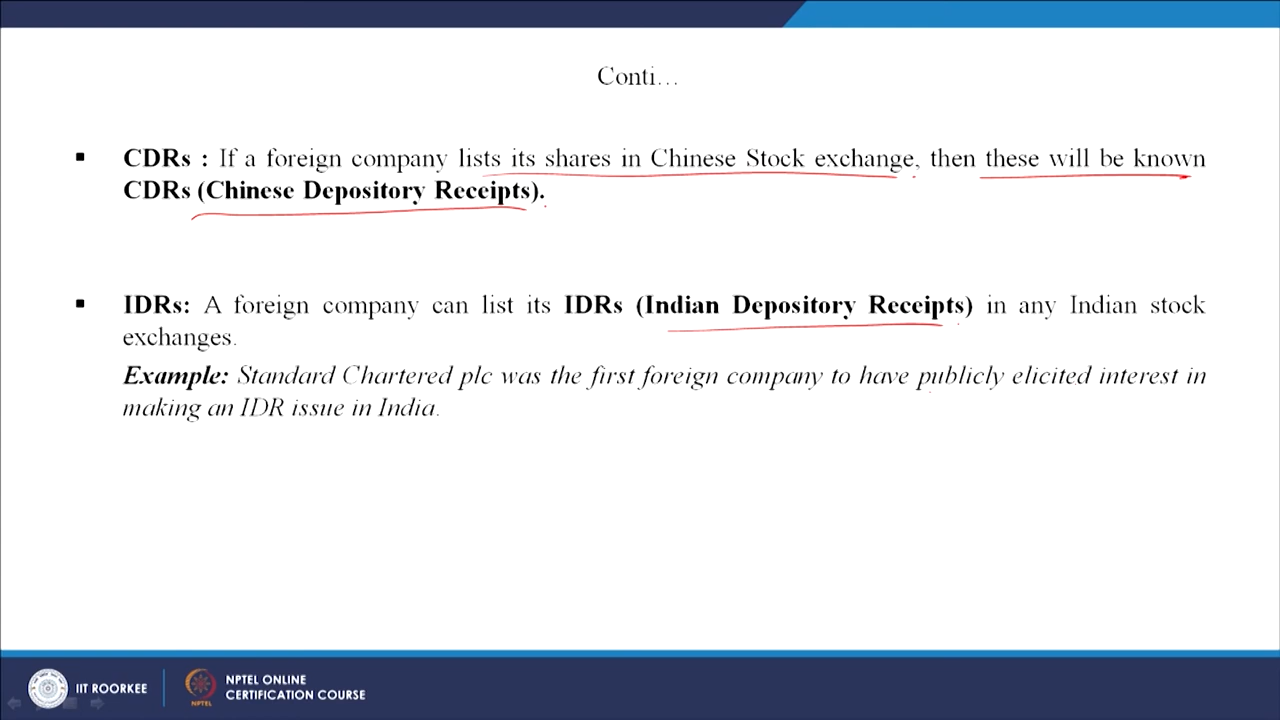 Conti…
▪ CDRs : If a foreign company lists its shares in Chinese Stock exchange, then these will be known
CDRs (Chinese Depository Receipts).
▪ IDRs: A foreign company can list its IDRs (Indian Depository Receipts) in any Indian stock
exchanges.
Example: Standard Chartered plc was the first foreign company to have publicly elicited interest in
making an IDR issue in India.
IIT ROORKEE
NPTEL
NPTEL ONLINE
CERTIFICATION COURSE